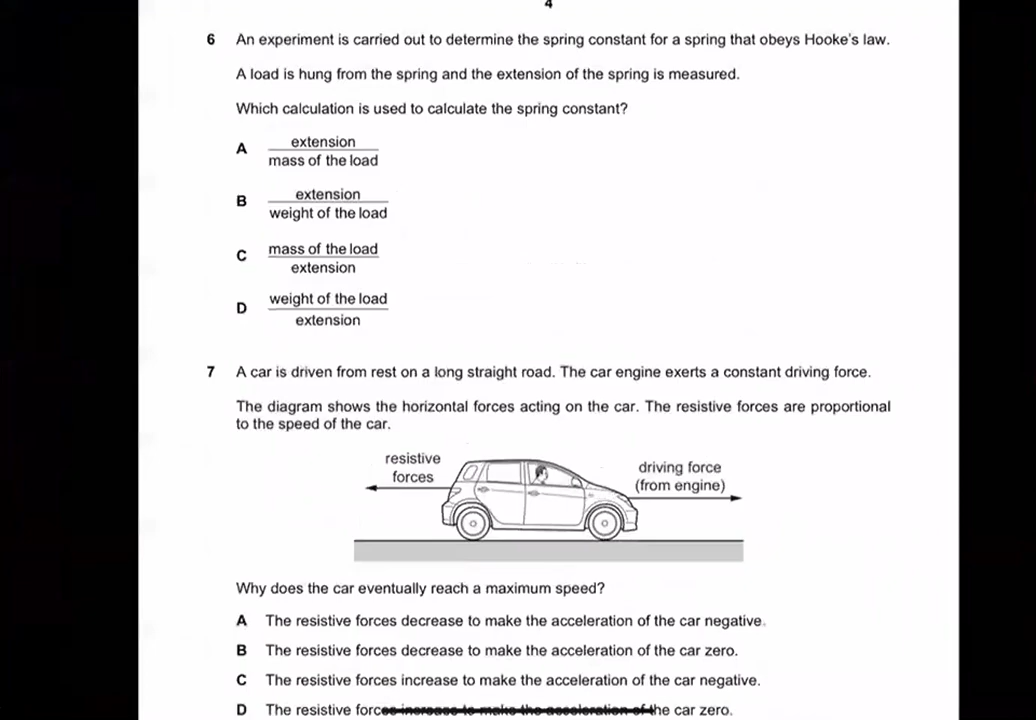 4
6 An experiment is carried out to determine the spring constant for a spring that obeys Hooke's law.
A load is hung from the spring and the extension of the spring is measured.
Which calculation is used to calculate the spring constant?
A extension
mass of the load
B extension
weight of the load
C mass of the load
extension
D weight of the load
extension
7 A car is driven from rest on a long straight road. The car engine exerts a constant driving force.
The diagram shows the horizontal forces acting on the car. The resistive forces are proportional
to the speed of the car.
resistive
forces
driving force
(from engine)
Why does the car eventually reach a maximum speed?
A The resistive forces decrease to make the acceleration of the car negative.
B The resistive forces decrease to make the acceleration of the car zero.
C The resistive forces increase to make the acceleration of the car negative.
D The resistive forces increase to make the acceleration of the car zero.